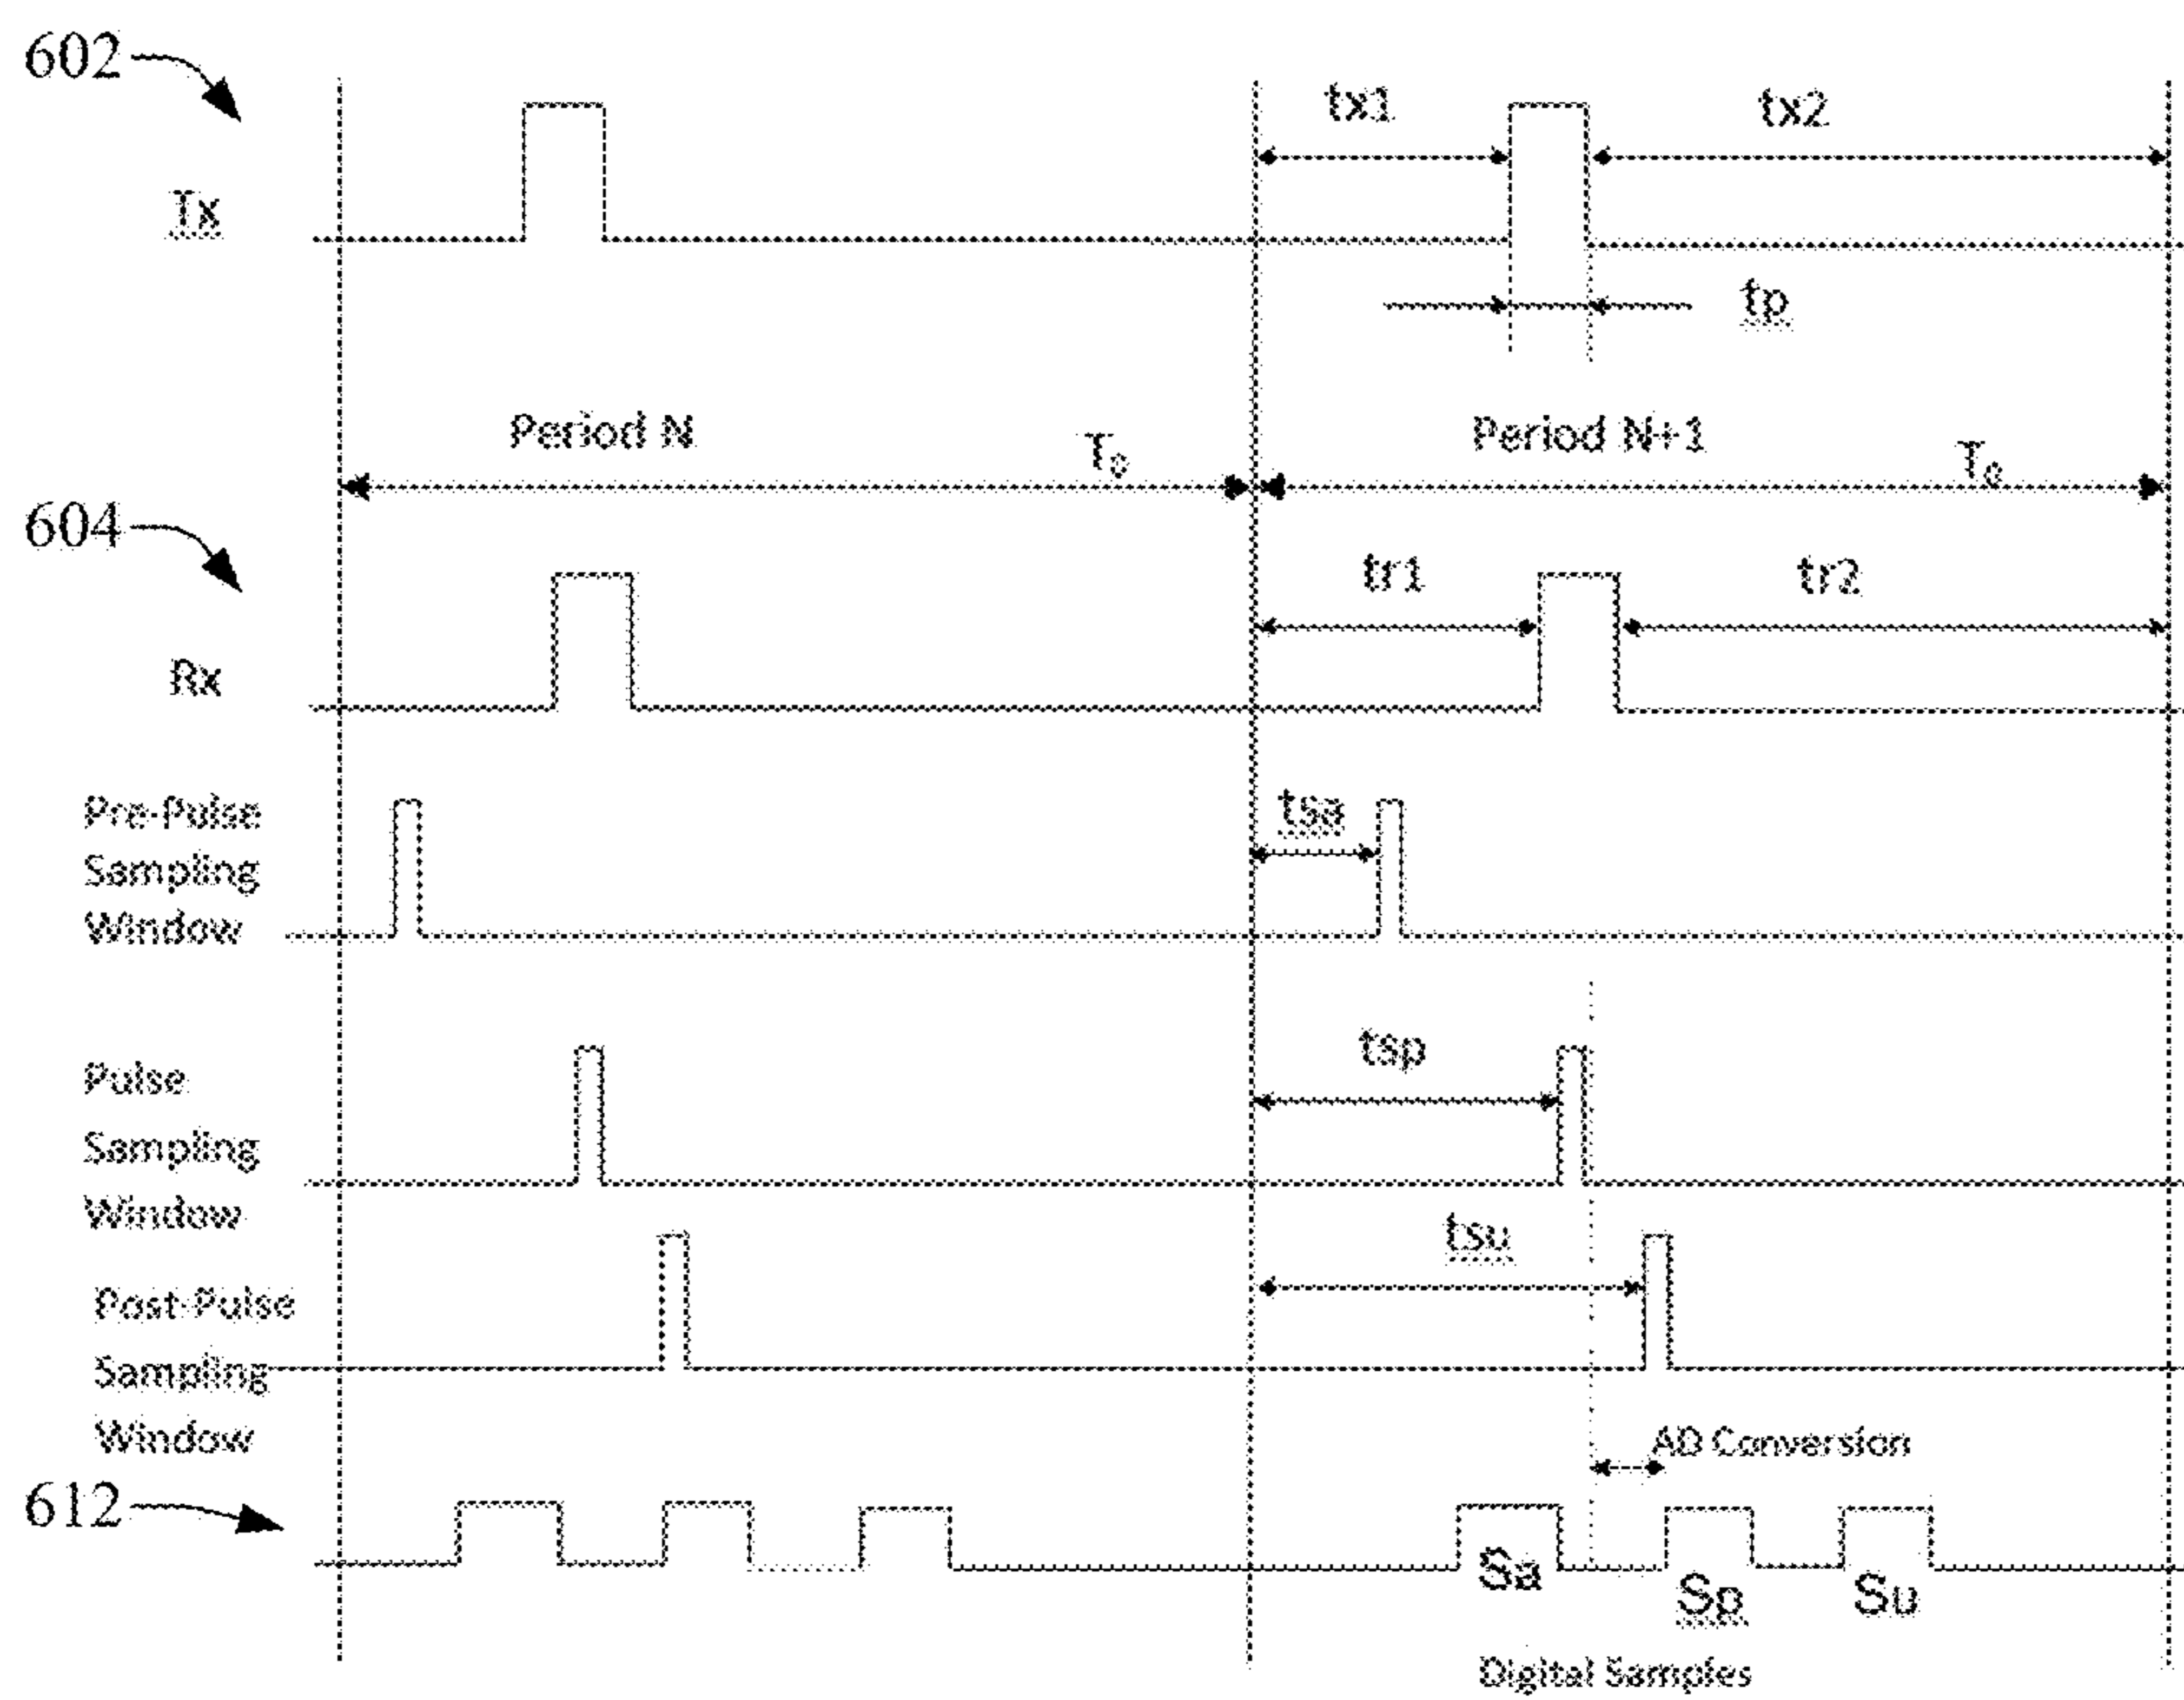 602
tx1
tx2
Tx
tp
Period N
T₀
Period N+1
T₀
604
tr1
tr2
Rx
Pre-Pulse
Sampling
Window
tsa
Pulse
Sampling
Window
tsp
tsu
Post-Pulse
Sampling
Window
AD Conversion
612
Sa
Sp
Su
Digital Samples